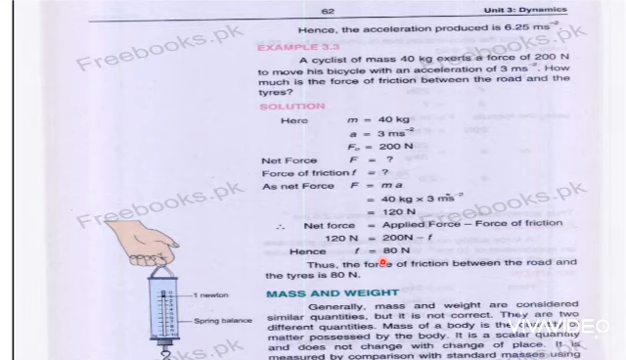 62
Unit 3: Dynamics
Hence, the acceleration produced is 6.25 ms⁻².
EXAMPLE 3.3
A cyclist of mass 40 kg exerts a force of 200 N
to move his bicycle with an acceleration of 3 ms⁻². How
much is the force of friction between the road and the
tyres?
SOLUTION
Here m = 40 kg
a = 3 ms⁻²
Fₒ = 200 N
Net Force F = ?
Force of friction f = ?
As net Force F = m a
= 40 kg × 3 ms⁻²
= 120 N
∴ Net force = Applied Force – Force of friction
120 N = 200N – f
Hence f = 80 N
Thus, the force of friction between the road and
the tyres is 80 N.
MASS AND WEIGHT
Generally, mass and weight are considered
similar quantities, but it is not correct. They are two
different quantities. Mass of a body is the
matter possessed by the body. It is a scalar quantity
and does not change with change of place. It is
measured by comparison with standard masses using
1 newton
Spring balance
Freebooks.pk
Freebooks.pk
Freebooks.pk
Freebooks.pk
Freebooks.pk
Freebooks.pk
VIVAVIDEO